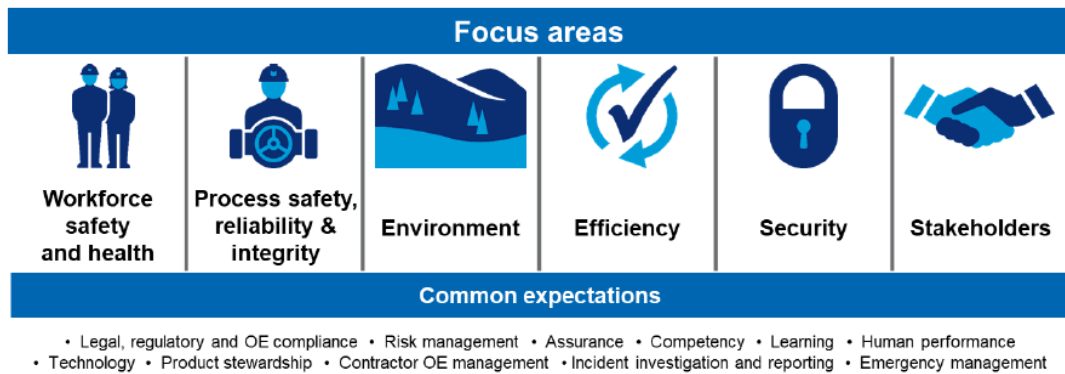 Focus areas
Workforce
safety
and health
Process safety,
reliability &
integrity
Environment
Efficiency
Security
Stakeholders
Common expectations
• Legal, regulatory and OE compliance • Risk management • Assurance • Competency • Learning • Human performance
• Technology • Product stewardship • Contractor OE management • Incident investigation and reporting • Emergency management